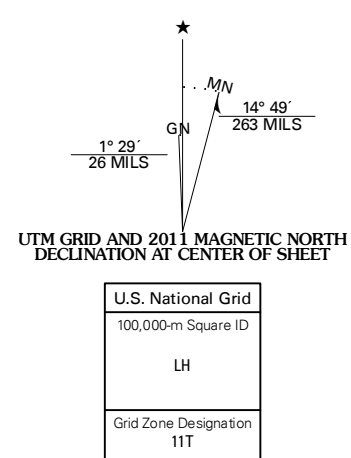 ★
MN
GN
14° 49´
263 MILS
1° 29´
26 MILS
UTM GRID AND 2011 MAGNETIC NORTH
DECLINATION AT CENTER OF SHEET
U.S. National Grid
100,000-m Square ID
LH
Grid Zone Designation
11T